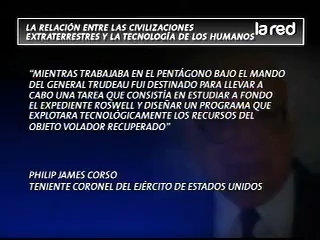 LA RELACIÓN ENTRE LAS CIVILIZACIONES
EXTRATERRESTRES Y LA TECNOLOGÍA DE LOS HUMANOS
la red
"MIENTRAS TRABAJABA EN EL PENTÁGONO BAJO EL MANDO
DEL GENERAL TRUDEAU FUI DESTINADO PARA LLEVAR A
CABO UNA TAREA QUE CONSISTÍA EN ESTUDIAR A FONDO
EL EXPEDIENTE ROSWELL Y DISEÑAR UN PROGRAMA QUE
EXPLOTARA TECNOLÓGICAMENTE LOS RECURSOS DEL
OBJETO VOLADOR RECUPERADO"
PHILIP JAMES CORSO
TENIENTE CORONEL DEL EJÉRCITO DE ESTADOS UNIDOS